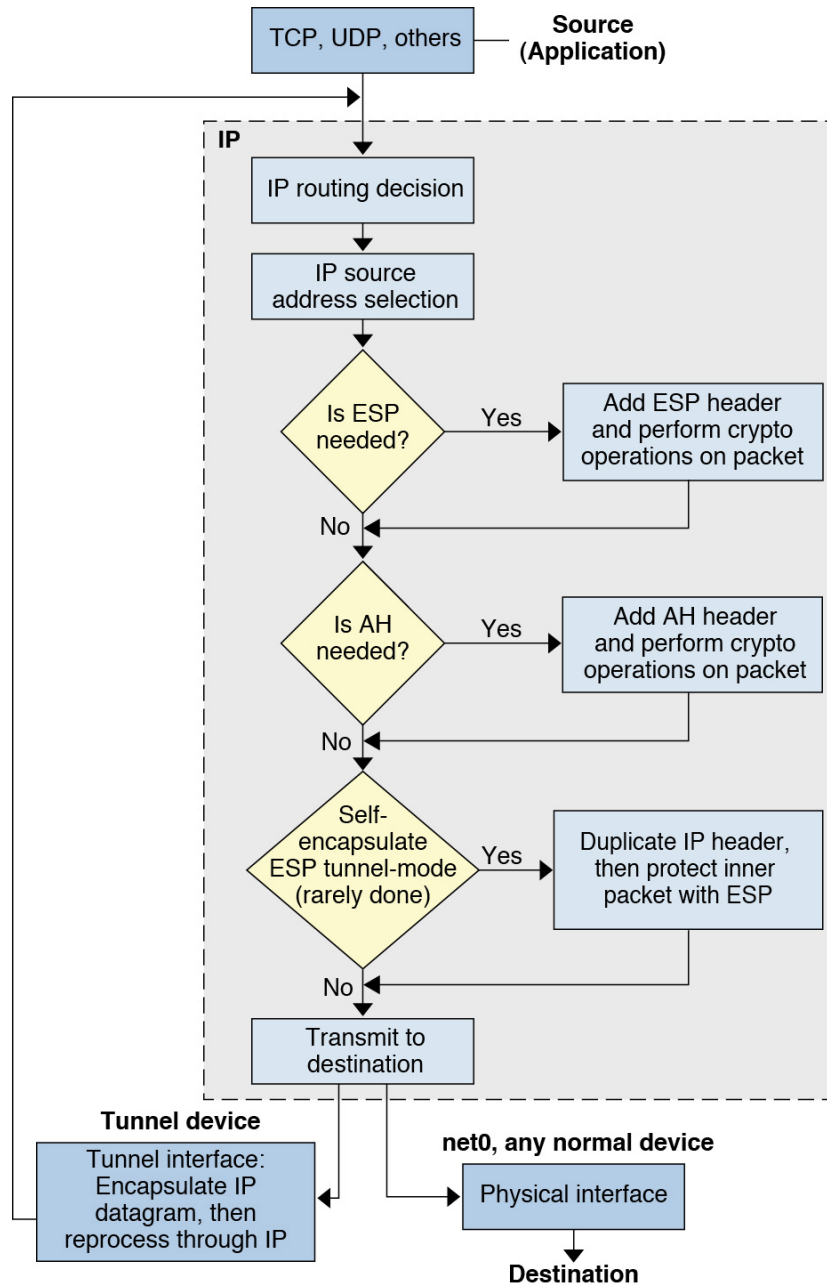 TCP, UDP, others
Source
(Application)
IP
IP routing decision
IP source
address selection
Is ESP
needed?
Yes
Add ESP header
and perform crypto
operations on packet
No
Is AH
needed?
Yes
Add AH header
and perform crypto
operations on packet
No
Self-
encapsulate
ESP tunnel-mode
(rarely done)
Yes
Duplicate IP header,
then protect inner
packet with ESP
No
Transmit to
destination
Tunnel device
Tunnel interface:
Encapsulate IP
datagram, then
reprocess through IP
net0, any normal device
Physical interface
Destination